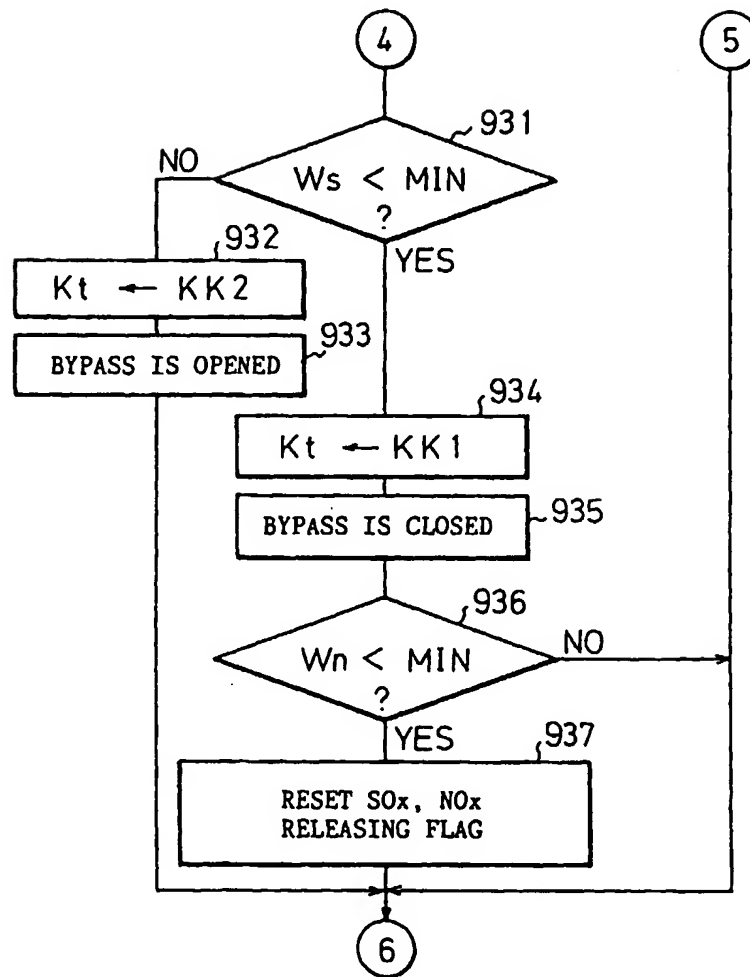 4
5
931
Ws < MIN
?
NO
YES
932
Kt ← KK2
933
BYPASS IS OPENED
934
Kt ← KK1
BYPASS IS CLOSED
935
936
Wn < MIN
?
NO
YES
937
RESET SOx, NOx
RELEASING FLAG
6